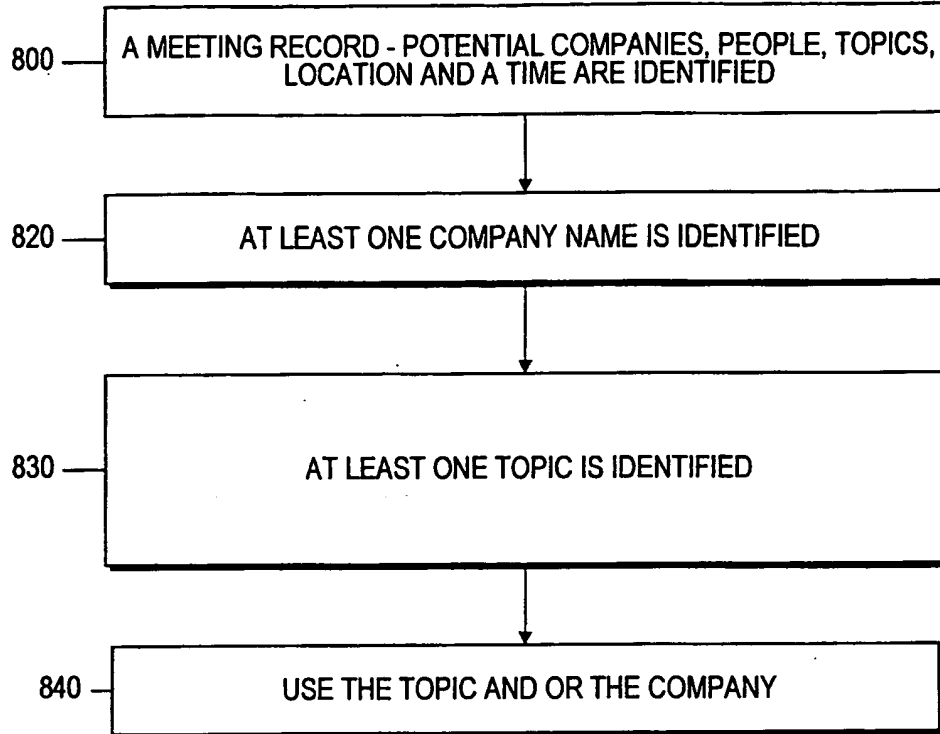 800
A MEETING RECORD - POTENTIAL COMPANIES, PEOPLE, TOPICS,
LOCATION AND A TIME ARE IDENTIFIED
820
AT LEAST ONE COMPANY NAME IS IDENTIFIED
830
AT LEAST ONE TOPIC IS IDENTIFIED
840
USE THE TOPIC AND OR THE COMPANY